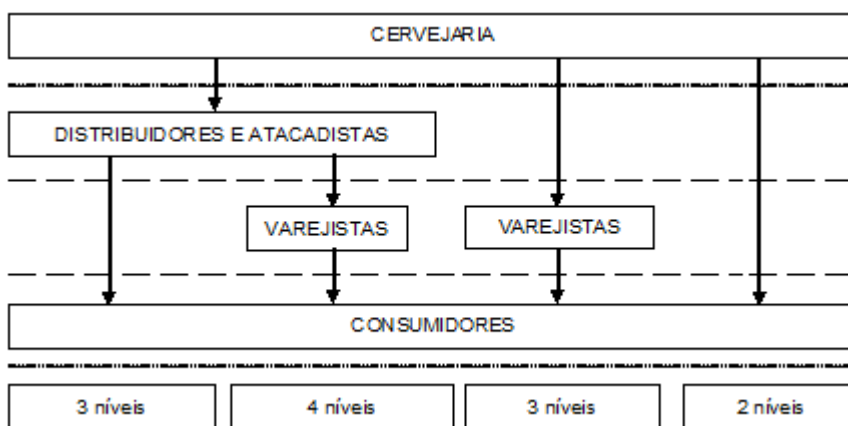 CERVEJARIA
DISTRIBUIDORES E ATACADISTAS
VAREJISTAS
VAREJISTAS
CONSUMIDORES
3 níveis
4 níveis
3 níveis
2 níveis